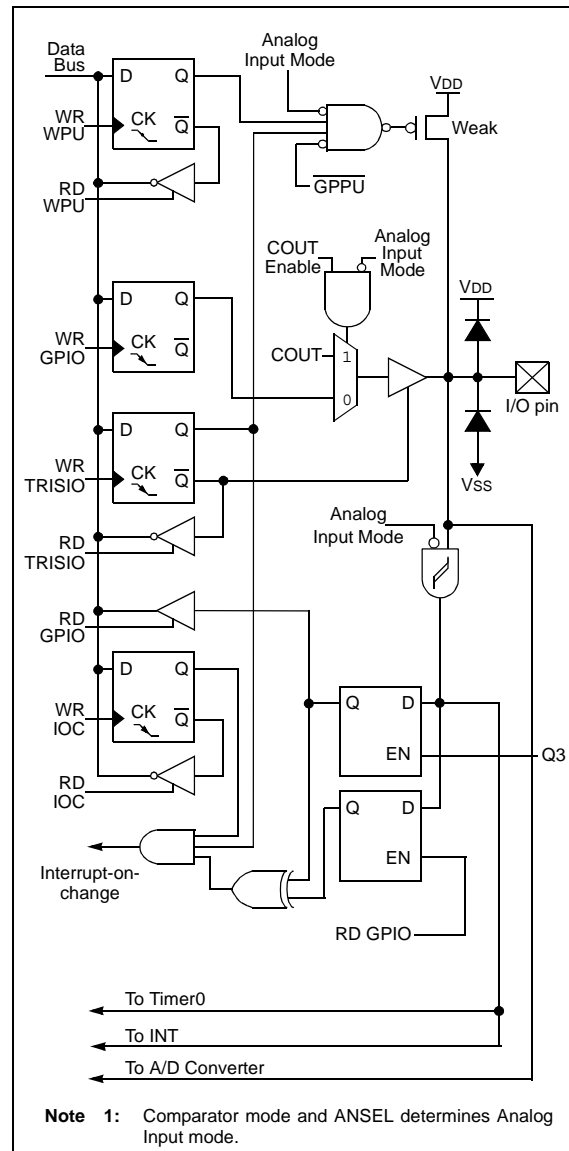 Data
Bus
D
Q
WR
WPU
CK
Q
RD
WPU
Analog
Input Mode
VDD
Weak
GPPU
D
Q
WR
GPIO
CK
Q
COUT
Enable
Analog
Input
Mode
COUT
1
0
VDD
I/O pin
VSS
D
Q
WR
TRISIO
CK
Q
RD
TRISIO
Analog
Input Mode
RD
GPIO
D
Q
WR
IOC
CK
Q
RD
IOC
Q
D
EN
Q3
Q
D
EN
RD GPIO
Interrupt-on-
change
To Timer0
To INT
To A/D Converter
Note 1: Comparator mode and ANSEL determines Analog
Input mode.